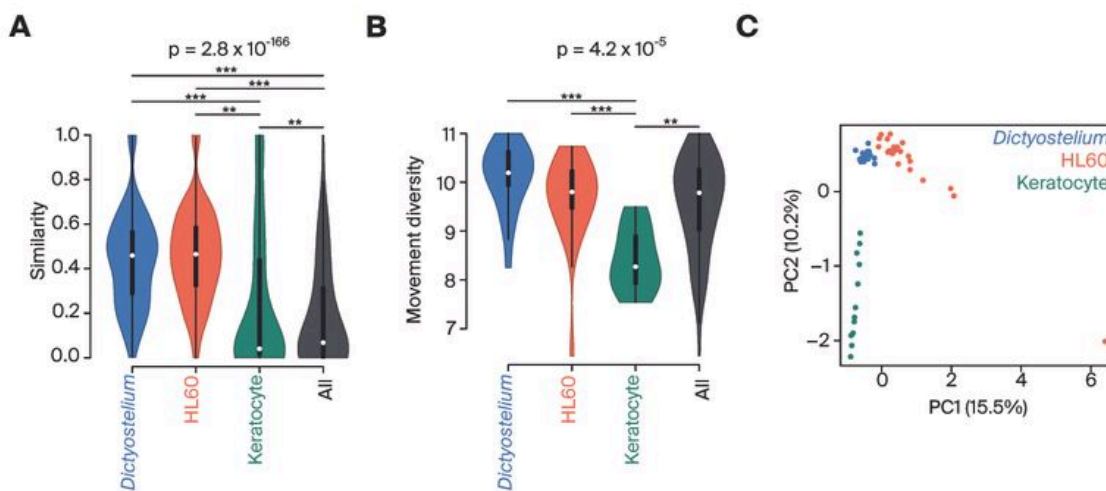 A
p = 2.8 x 10⁻¹⁶⁶
***
***
***
**
**
Similarity
1.0
0.8
0.6
0.4
0.2
0.0
Dictyostelium
HL60
Keratocyte
All
B
p = 4.2 x 10⁻⁵
***
***
**
Movement diversity
11
10
9
8
7
Dictyostelium
HL60
Keratocyte
All
C
Dictyostelium
HL60
Keratocyte
PC2 (10.2%)
0
−1
−2
0
2
4
6
PC1 (15.5%)